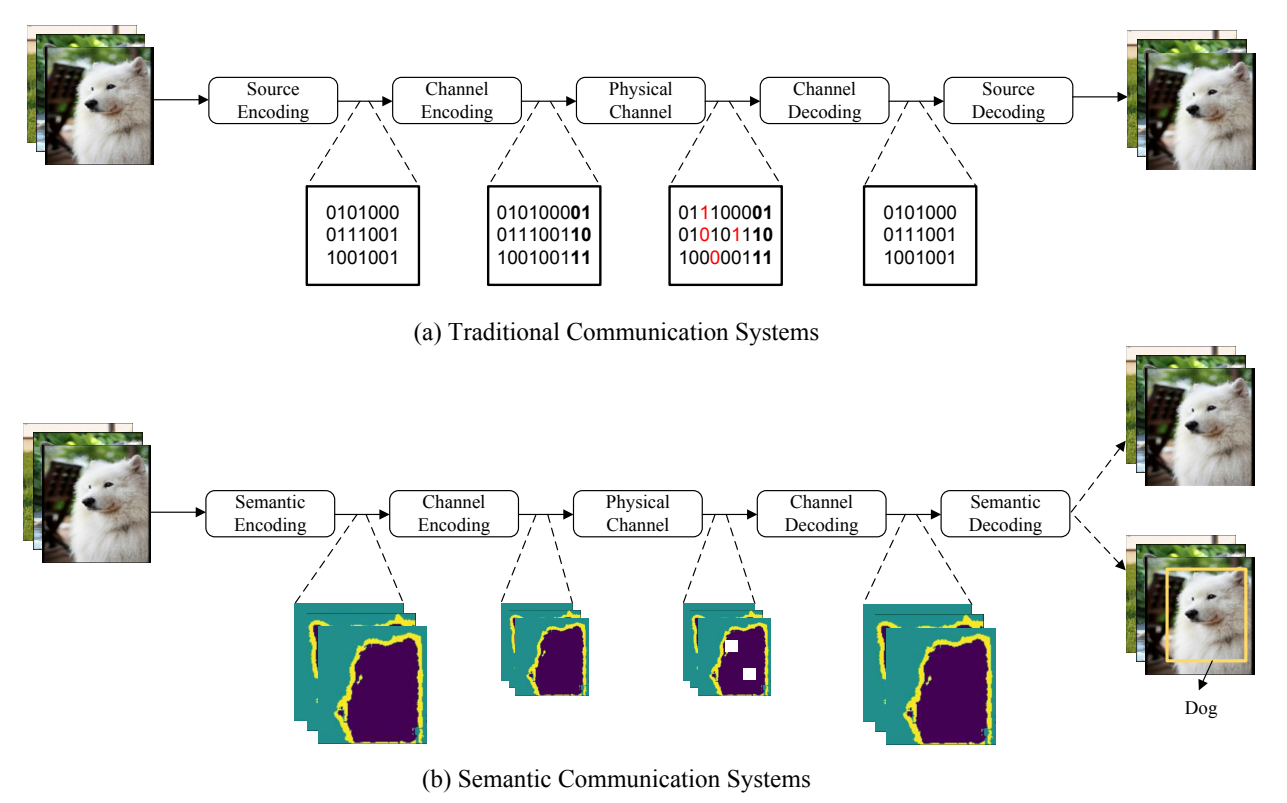 Source
Encoding
Channel
Encoding
Physical
Channel
Channel
Decoding
Source
Decoding
0101000
0111001
1001001
010100001
011100110
100100111
011100001
010101110
100000111
0101000
0111001
1001001
(a) Traditional Communication Systems
Semantic
Encoding
Channel
Encoding
Physical
Channel
Channel
Decoding
Semantic
Decoding
Dog
(b) Semantic Communication Systems